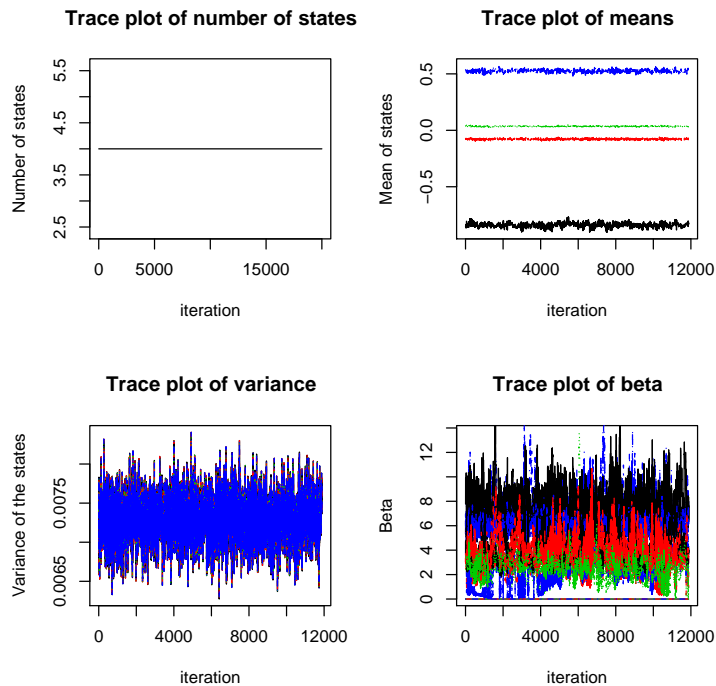 Trace plot of number of states
Number of states
5.5
4.5
3.5
2.5
0 5000 15000
iteration
Trace plot of means
Mean of states
0.5
0.0
−0.5
0 4000 8000 12000
iteration
Trace plot of variance
Variance of the states
0.0075
0.0065
0 4000 8000 12000
iteration
Trace plot of beta
Beta
12
8
6
4
2
0
0 4000 8000 12000
iteration